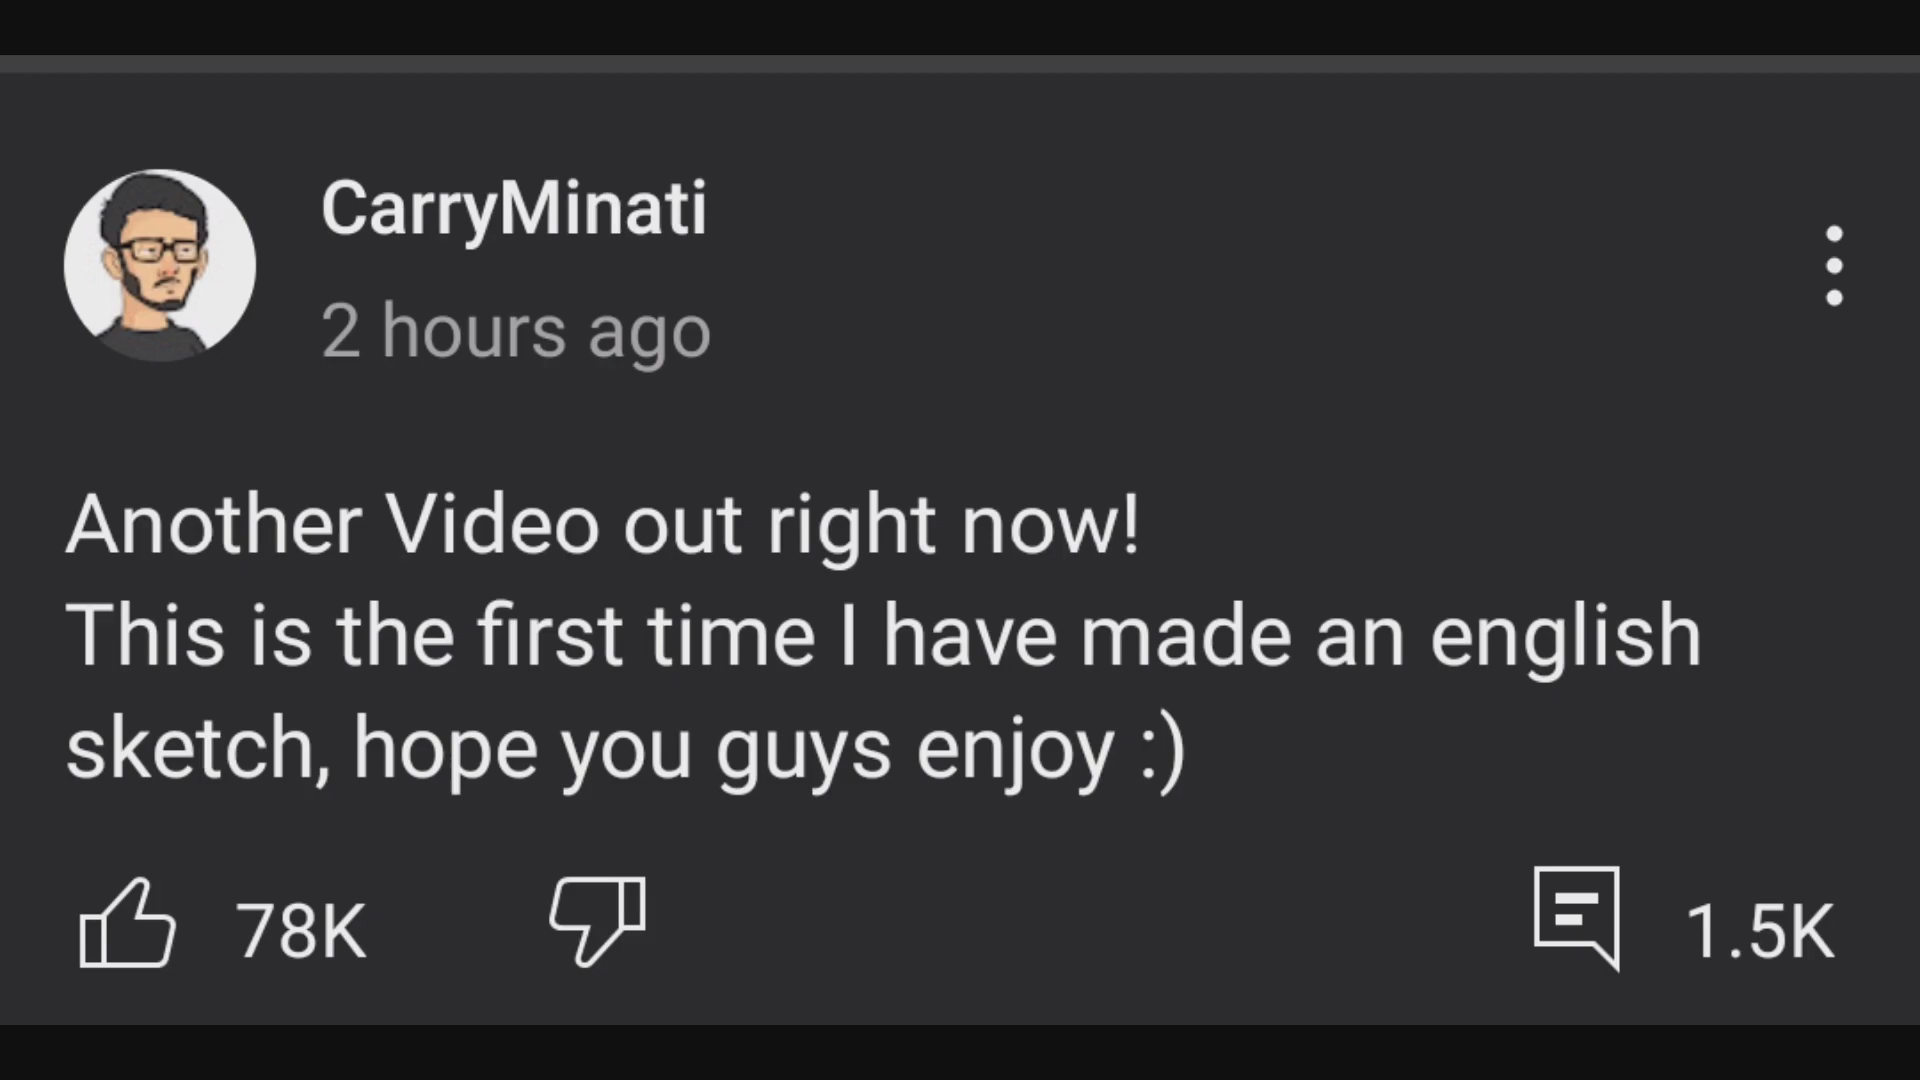 CarryMinati
2 hours ago
Another Video out right now!
This is the first time I have made an english
sketch, hope you guys enjoy :)
78K
1.5K